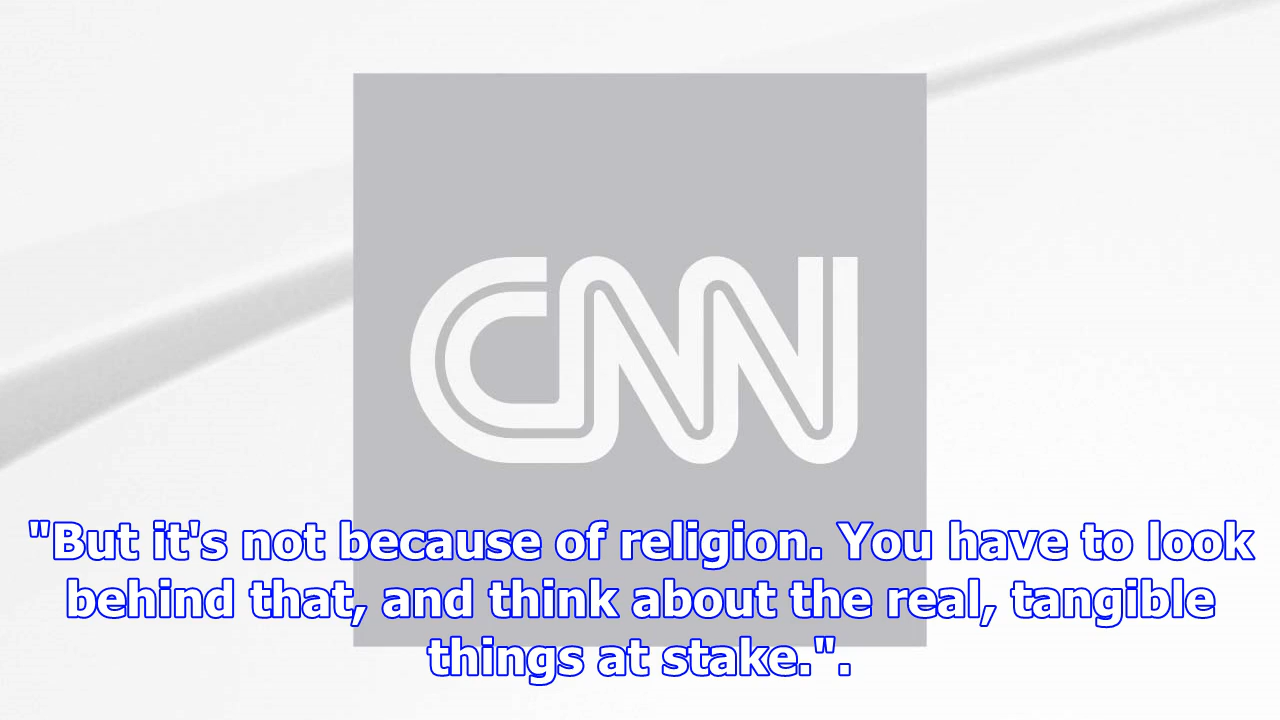 CNN
"But it's not because of religion. You have to look
behind that, and think about the real, tangible
things at stake.".